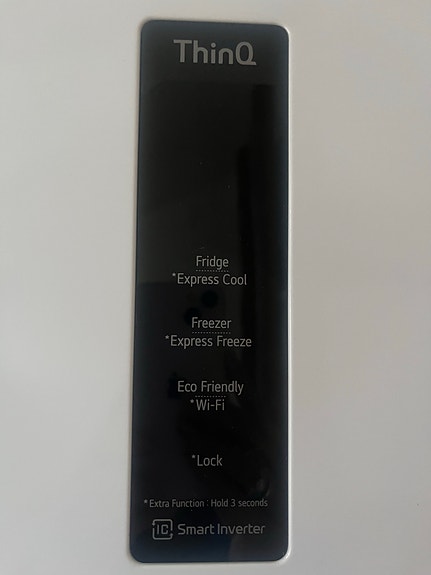 ThinQ
Fridge
*Express Cool
Freezer
*Express Freeze
Eco Friendly
*Wi-Fi
*Lock
*Extra Function : Hold 3 seconds
IC Smart Inverter